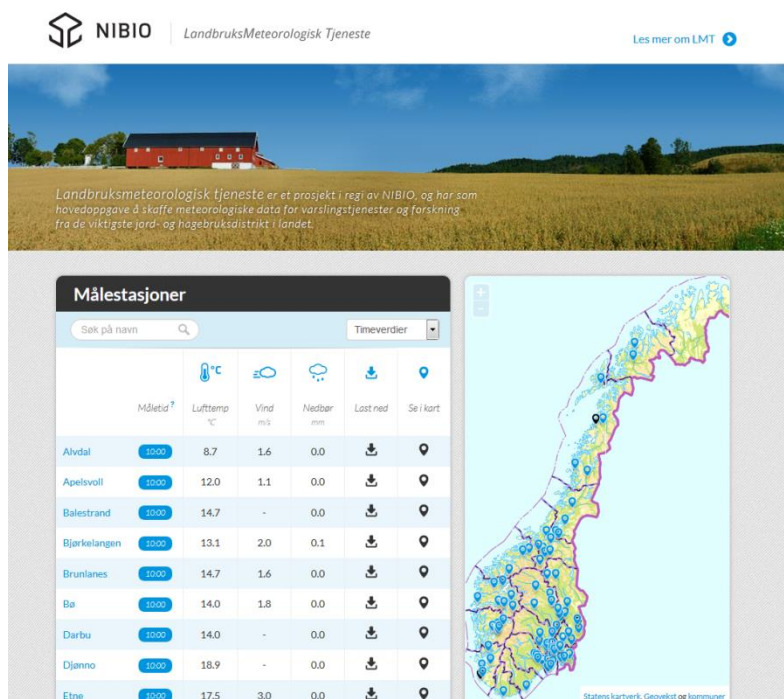 NIBIO
LandbruksMeteorologisk Tjeneste
Les mer om LMT
Landbruksmeteorologisk tjeneste er et prosjekt i regi av NIBIO, og har som
hovedoppgave å skaffe meteorologiske data for varslingstjenester og forskning
fra de viktigste jord- og hagebruksdistrikt i landet.
Målestasjoner
Søk på navn
Timeverdier
°C
Måletid ? Lufttemp Vind Nedbør Last ned Se i kart
°C m/s mm
Alvdal 10:00 8.7 1.6 0.0
Apelsvoll 10:00 12.0 1.1 0.0
Balestrand 10:00 14.7 - 0.0
Bjørkelangen 10:00 13.1 2.0 0.1
Brunlanes 10:00 14.7 1.6 0.0
Bø 10:00 14.0 1.8 0.0
Darbu 10:00 14.0 - 0.0
Djønno 10:00 18.9 - 0.0
Etne 10:00 17.5 3.0 0.0
+
-
Statens kartverk, Geovekst og kommuner